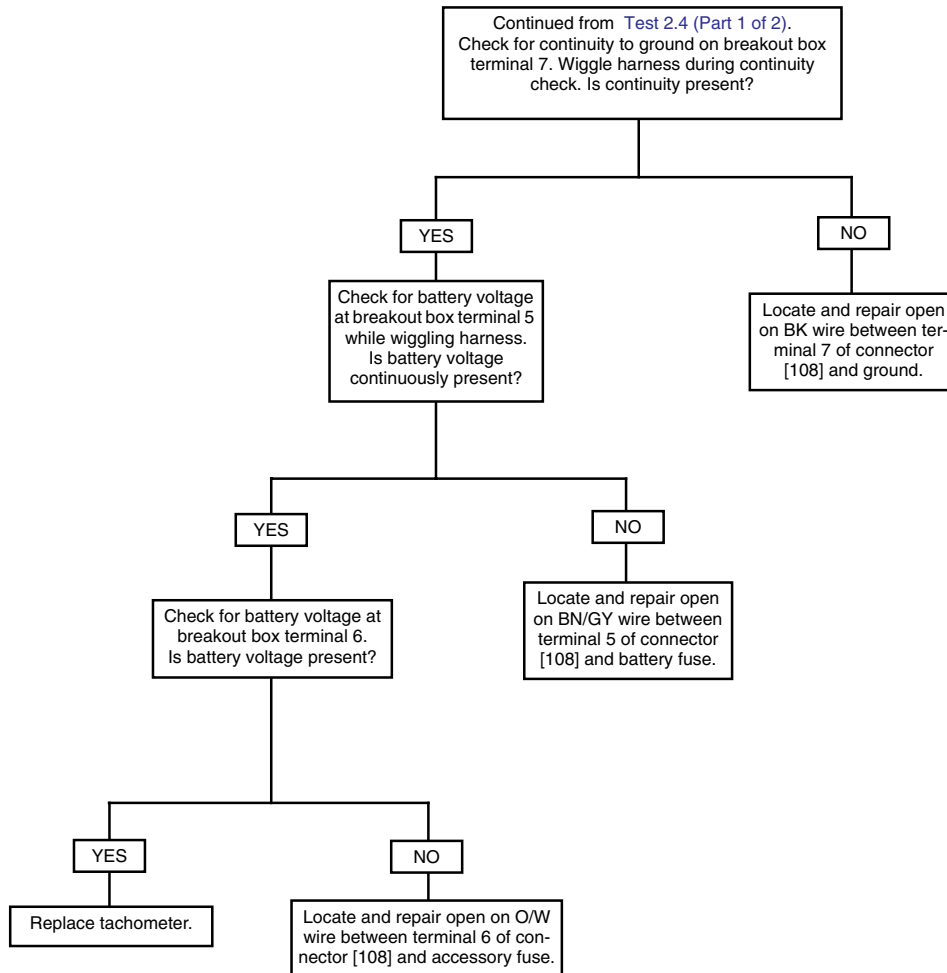 Continued from Test 2.4 (Part 1 of 2).
Check for continuity to ground on breakout box
terminal 7. Wiggle harness during continuity
check. Is continuity present?
YES
NO
Check for battery voltage
at breakout box terminal 5
while wiggling harness.
Is battery voltage
continuously present?
Locate and repair open
on BK wire between ter-
minal 7 of connector
[108] and ground.
YES
NO
Check for battery voltage at
breakout box terminal 6.
Is battery voltage present?
Locate and repair open
on BN/GY wire between
terminal 5 of connector
[108] and battery fuse.
YES
NO
Replace tachometer.
Locate and repair open on O/W
wire between terminal 6 of con-
nector [108] and accessory fuse.